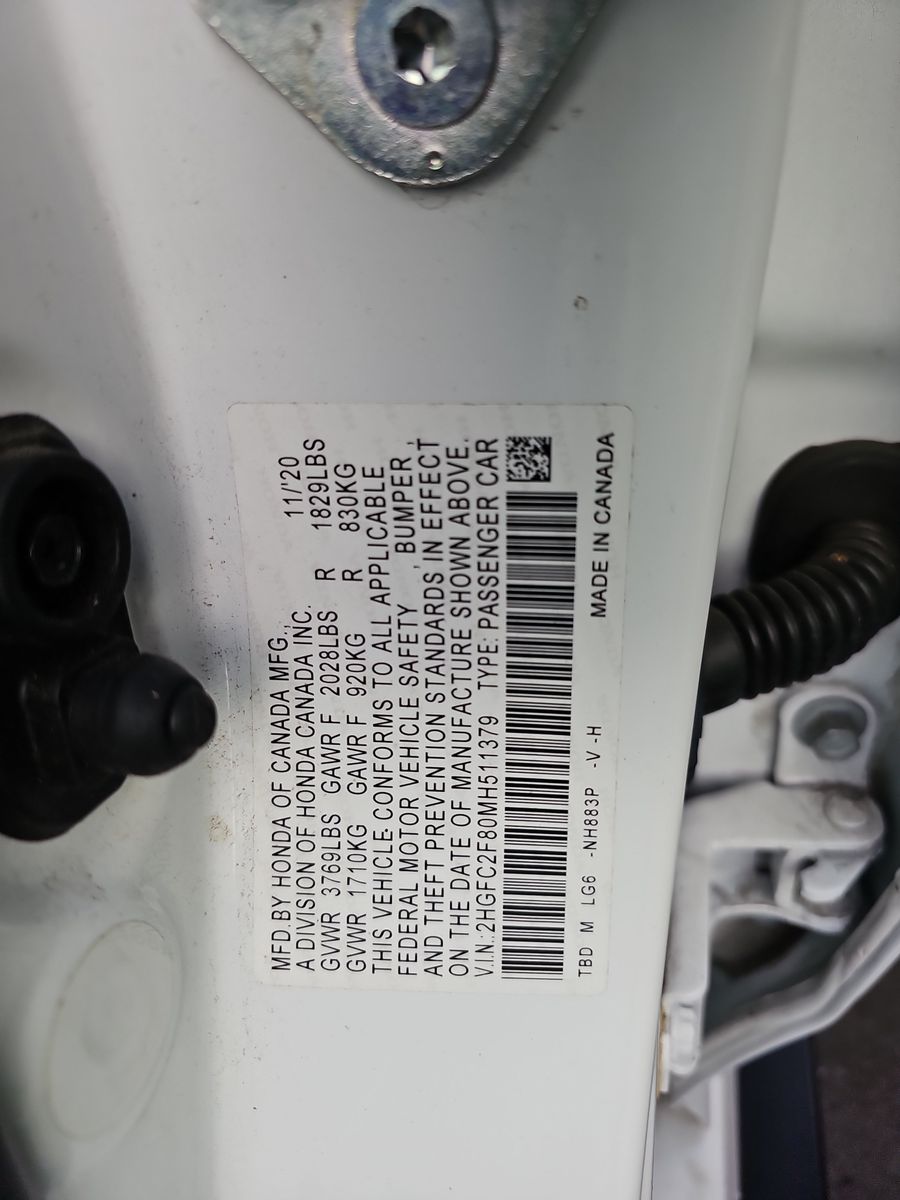 MFD.BY HONDA OF CANADA MFG.,
A DIVISION OF HONDA CANADA INC. 11/'20
GVWR 3769LBS GAWR F 2028LBS R 1829LBS
GVWR 1710KG GAWR F 920KG R 830KG
THIS VEHICLE CONFORMS TO ALL APPLICABLE
FEDERAL MOTOR VEHICLE SAFETY, BUMPER,
AND THEFT PREVENTION STANDARDS IN EFFECT
ON THE DATE OF MANUFACTURE SHOWN ABOVE.
V.I.N.:2HGFC2F80MH511379 TYPE: PASSENGER CAR
TBD M LG6 -NH883P -V -H MADE IN CANADA